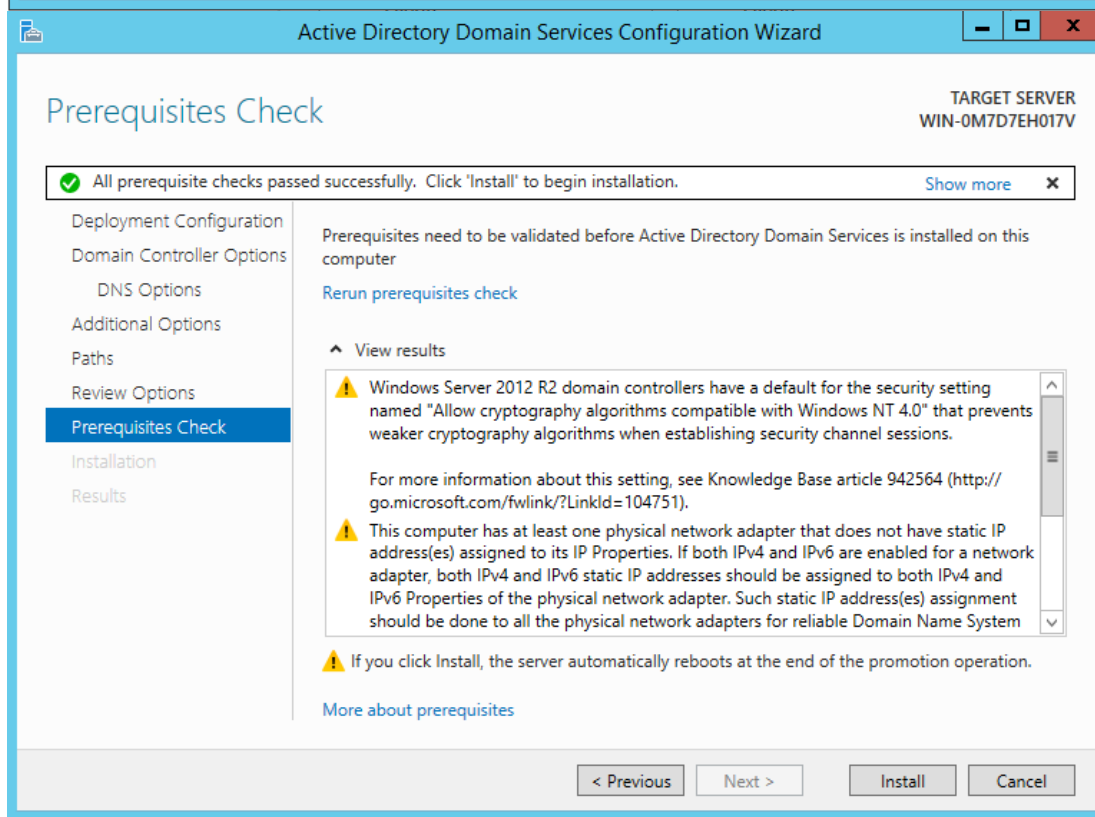 Active Directory Domain Services Configuration Wizard
Prerequisites Check
TARGET SERVER
WIN-0M7D7EH017V
All prerequisite checks passed successfully. Click 'Install' to begin installation.
Show more
Deployment Configuration
Domain Controller Options
DNS Options
Additional Options
Paths
Review Options
Prerequisites Check
Installation
Results
Prerequisites need to be validated before Active Directory Domain Services is installed on this
computer
Rerun prerequisites check
View results
Windows Server 2012 R2 domain controllers have a default for the security setting
named "Allow cryptography algorithms compatible with Windows NT 4.0" that prevents
weaker cryptography algorithms when establishing security channel sessions.
For more information about this setting, see Knowledge Base article 942564 (http://
go.microsoft.com/fwlink/?LinkId=104751).
This computer has at least one physical network adapter that does not have static IP
address(es) assigned to its IP Properties. If both IPv4 and IPv6 are enabled for a network
adapter, both IPv4 and IPv6 static IP addresses should be assigned to both IPv4 and
IPv6 Properties of the physical network adapter. Such static IP address(es) assignment
should be done to all the physical network adapters for reliable Domain Name System
If you click Install, the server automatically reboots at the end of the promotion operation.
More about prerequisites
< Previous
Next >
Install
Cancel